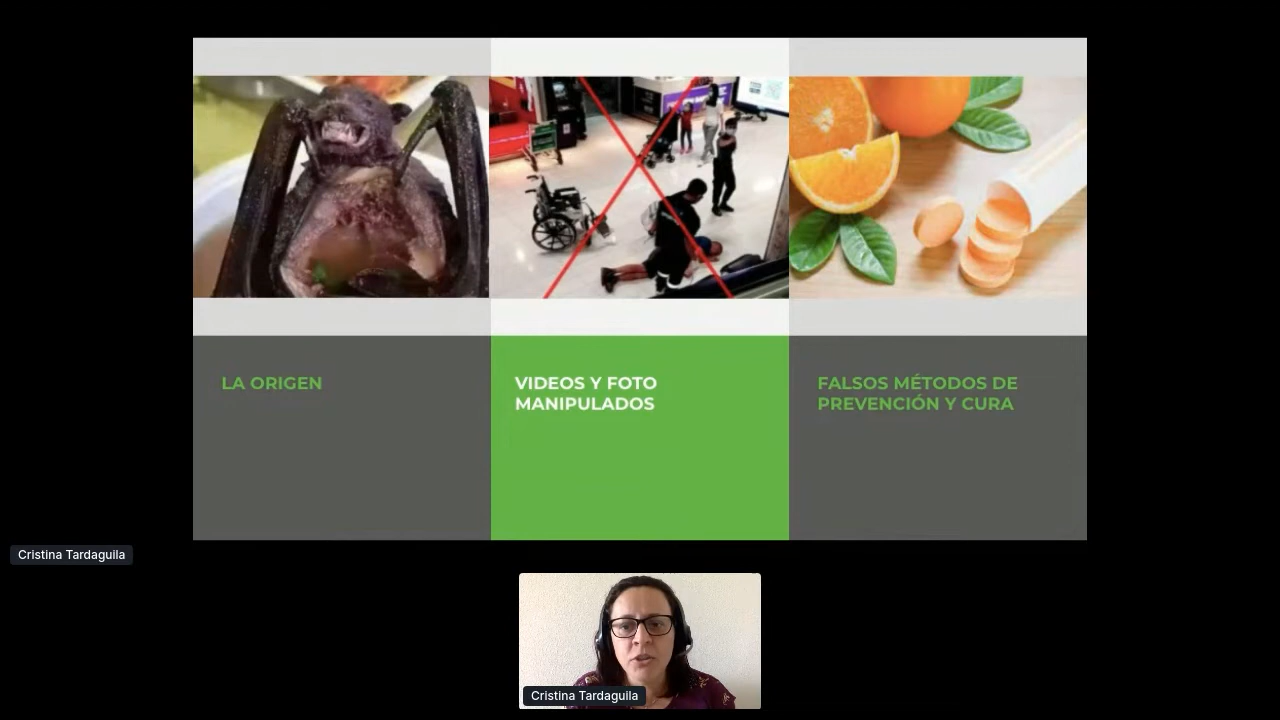 LA ORIGEN
VIDEOS Y FOTO
MANIPULADOS
FALSOS MÉTODOS DE
PREVENCIÓN Y CURA
Cristina Tardaguila
Cristina Tardaguila